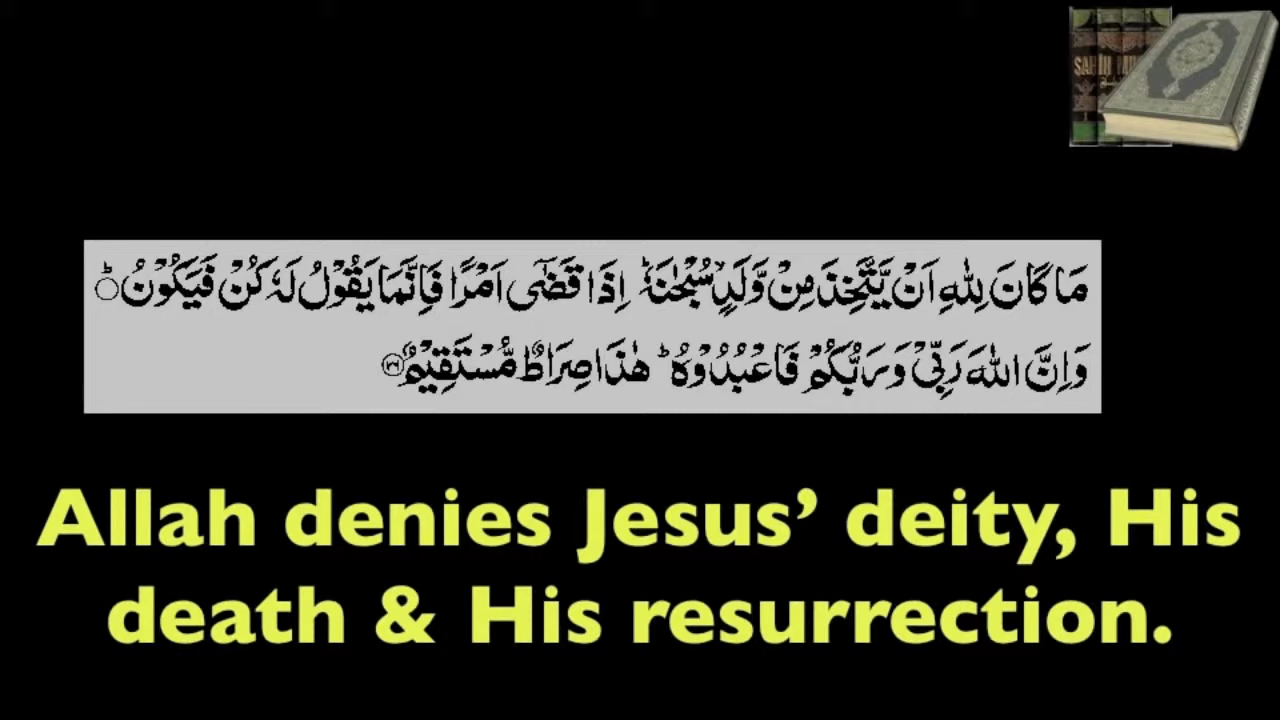 مَا كَانَ لِلّٰهِ اَنْ يَّتَّخِذَ مِنْ وَّلَدٍ ۙ سُبْحٰنَهٗ ؕ اِذَا قَضٰٓى اَمْرًا فَاِنَّمَا يَقُوْلُ لَهٗ كُنْ فَيَكُوْنُ ؕ
وَاِنَّ اللّٰهَ رَبِّىْ وَرَبُّكُمْ فَاعْبُدُوْهُ ؕ هٰذَا صِرَاطٌ مُّسْتَقِيْمٌ
Allah denies Jesus’ deity, His
death & His resurrection.